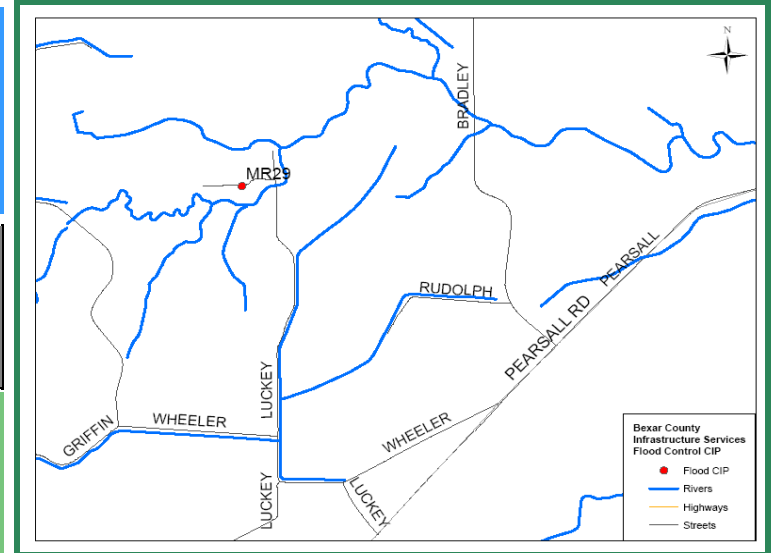 N
BRADLEY
MR29
PEARSALL
RUDOLPH
PEARSALL RD
LUCKEY
WHEELER
GRIFFIN
WHEELER
LUCKEY
LUCKEY
Bexar County
Infrastructure Services
Flood Control CIP
Flood CIP
Rivers
Highways
Streets